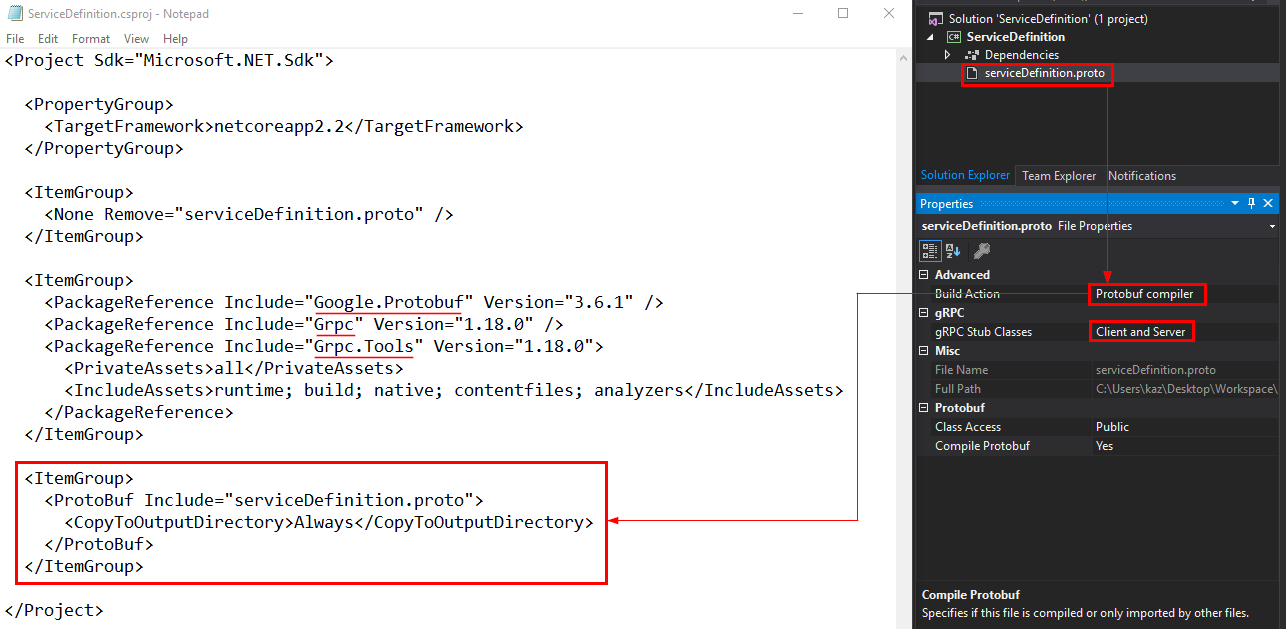 ServiceDefinition.csproj - Notepad
File Edit Format View Help
<Project Sdk="Microsoft.NET.Sdk">
<PropertyGroup>
<TargetFramework>netcoreapp2.2</TargetFramework>
</PropertyGroup>
<ItemGroup>
<None Remove="serviceDefinition.proto" />
</ItemGroup>
<ItemGroup>
<PackageReference Include="Google.Protobuf" Version="3.6.1" />
<PackageReference Include="Grpc" Version="1.18.0" />
<PackageReference Include="Grpc.Tools" Version="1.18.0">
<PrivateAssets>all</PrivateAssets>
<IncludeAssets>runtime; build; native; contentfiles; analyzers</IncludeAssets>
</PackageReference>
</ItemGroup>
<ItemGroup>
<ProtoBuf Include="serviceDefinition.proto">
<CopyToOutputDirectory>Always</CopyToOutputDirectory>
</ProtoBuf>
</ItemGroup>
</Project>
Solution 'ServiceDefinition' (1 project)
C# ServiceDefinition
Dependencies
serviceDefinition.proto
Solution Explorer Team Explorer Notifications
Properties
serviceDefinition.proto File Properties
Advanced
Build Action Protobuf compiler
gRPC
gRPC Stub Classes Client and Server
Misc
File Name serviceDefinition.proto
Full Path C:\Users\kaz\Desktop\Workspace\
Protobuf
Class Access Public
Compile Protobuf Yes
Compile Protobuf
Specifies if this file is compiled or only imported by other files.